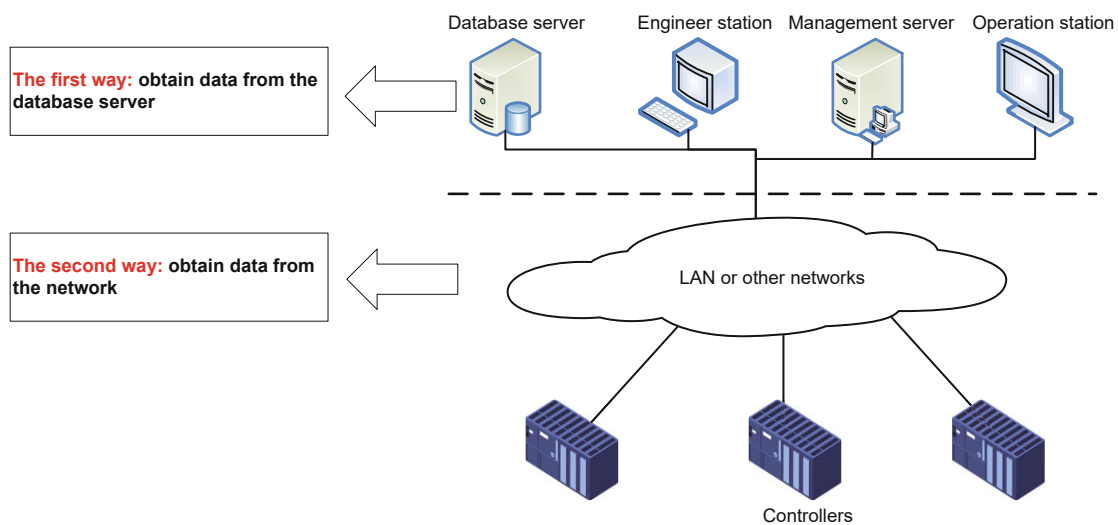 Database server
Engineer station
Management server
Operation station
The first way: obtain data from the
database server
The second way: obtain data from
the network
LAN or other networks
Controllers